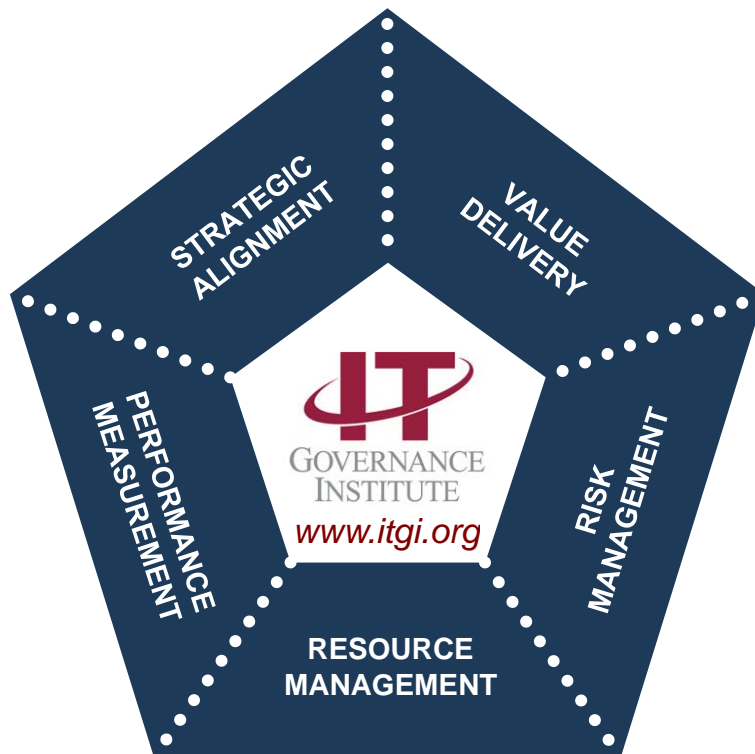 STRATEGIC
ALIGNMENT
VALUE
DELIVERY
IT
GOVERNANCE
INSTITUTE
www.itgi.org
PERFORMANCE
MEASUREMENT
RISK
MANAGEMENT
RESOURCE
MANAGEMENT